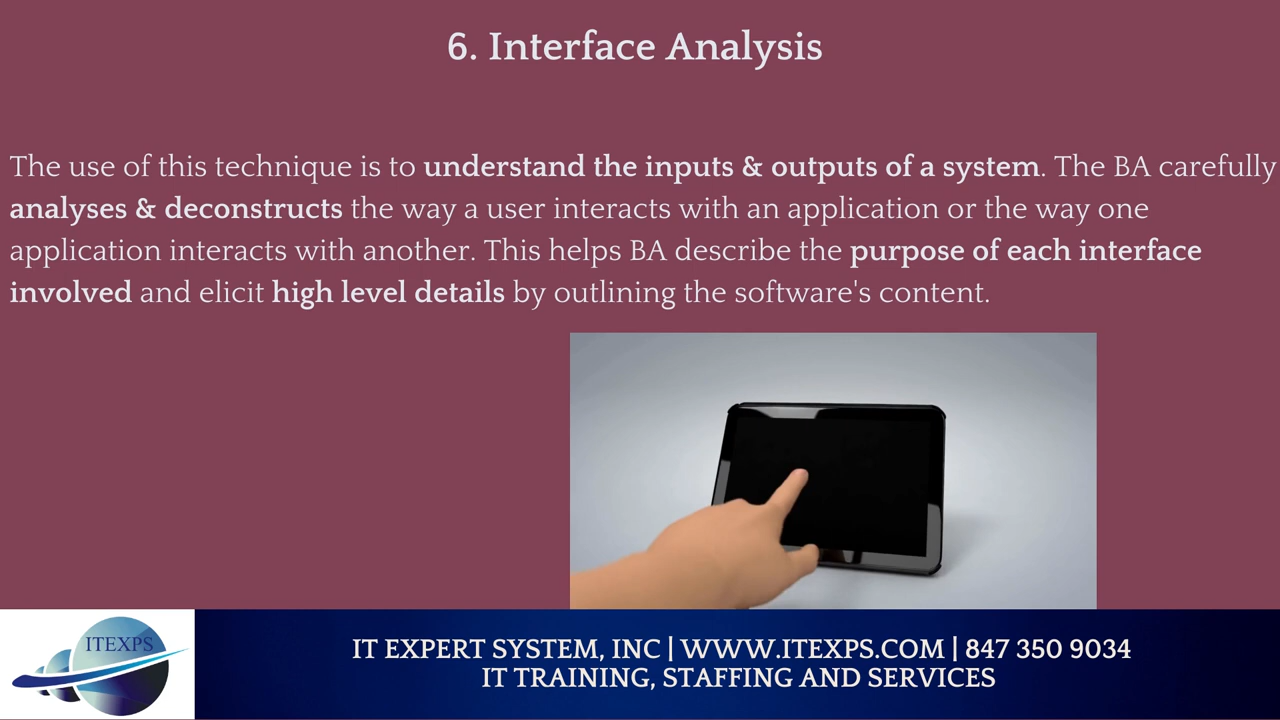 6. Interface Analysis
The use of this technique is to understand the inputs & outputs of a system. The BA carefully
analyses & deconstructs the way a user interacts with an application or the way one
application interacts with another. This helps BA describe the purpose of each interface
involved and elicit high level details by outlining the software's content.
ITEXPS
IT EXPERT SYSTEM, INC | WWW.ITEXPS.COM | 847 350 9034
IT TRAINING, STAFFING AND SERVICES